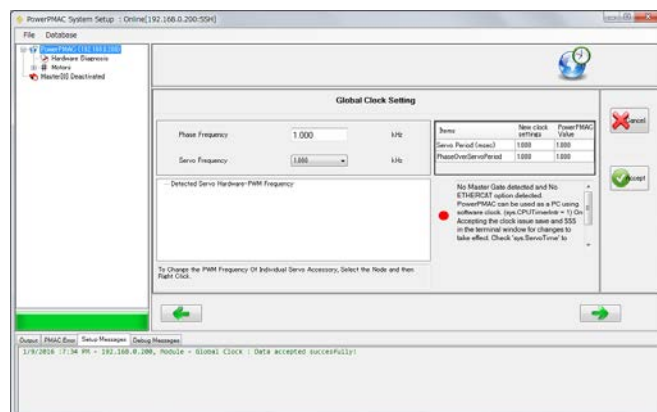 PowerPMAC System Setup : Online[192.168.0.200:SSH]
File Database
PowerPMAC (192.168.0.200)
Hardware Diagnosis
Motors
Master(0) Deactivated
Global Clock Setting
Phase Frequency 1.000 kHz
Servo Frequency 1.000 kHz
Items New clock settings PowerPMAC Value
Servo Period (msec) 1.000 1.000
PhaseOverServoPeriod 1.000 1.000
Cancel
Accept
Detected Servo Hardware-PWM Frequency
No Master Gate detected and No
ETHERCAT option detected.
PowerPMAC can be used as a PC using
software clock. (sys.CPUTimerIntr = 1) On
Accepting the clock issue save and $$$
in the terminal window for changes to
take effect. Check 'sys.ServoTime' to
To Change the PWM Frequency Of Individual Servo Accessory, Select the Node and then
Right Click.
Output PMAC Error Setup Messages Debug Messages
1/9/2016 :7:34 PM - 192.168.0.200, Module - Global Clock : Data accepted succesfully!